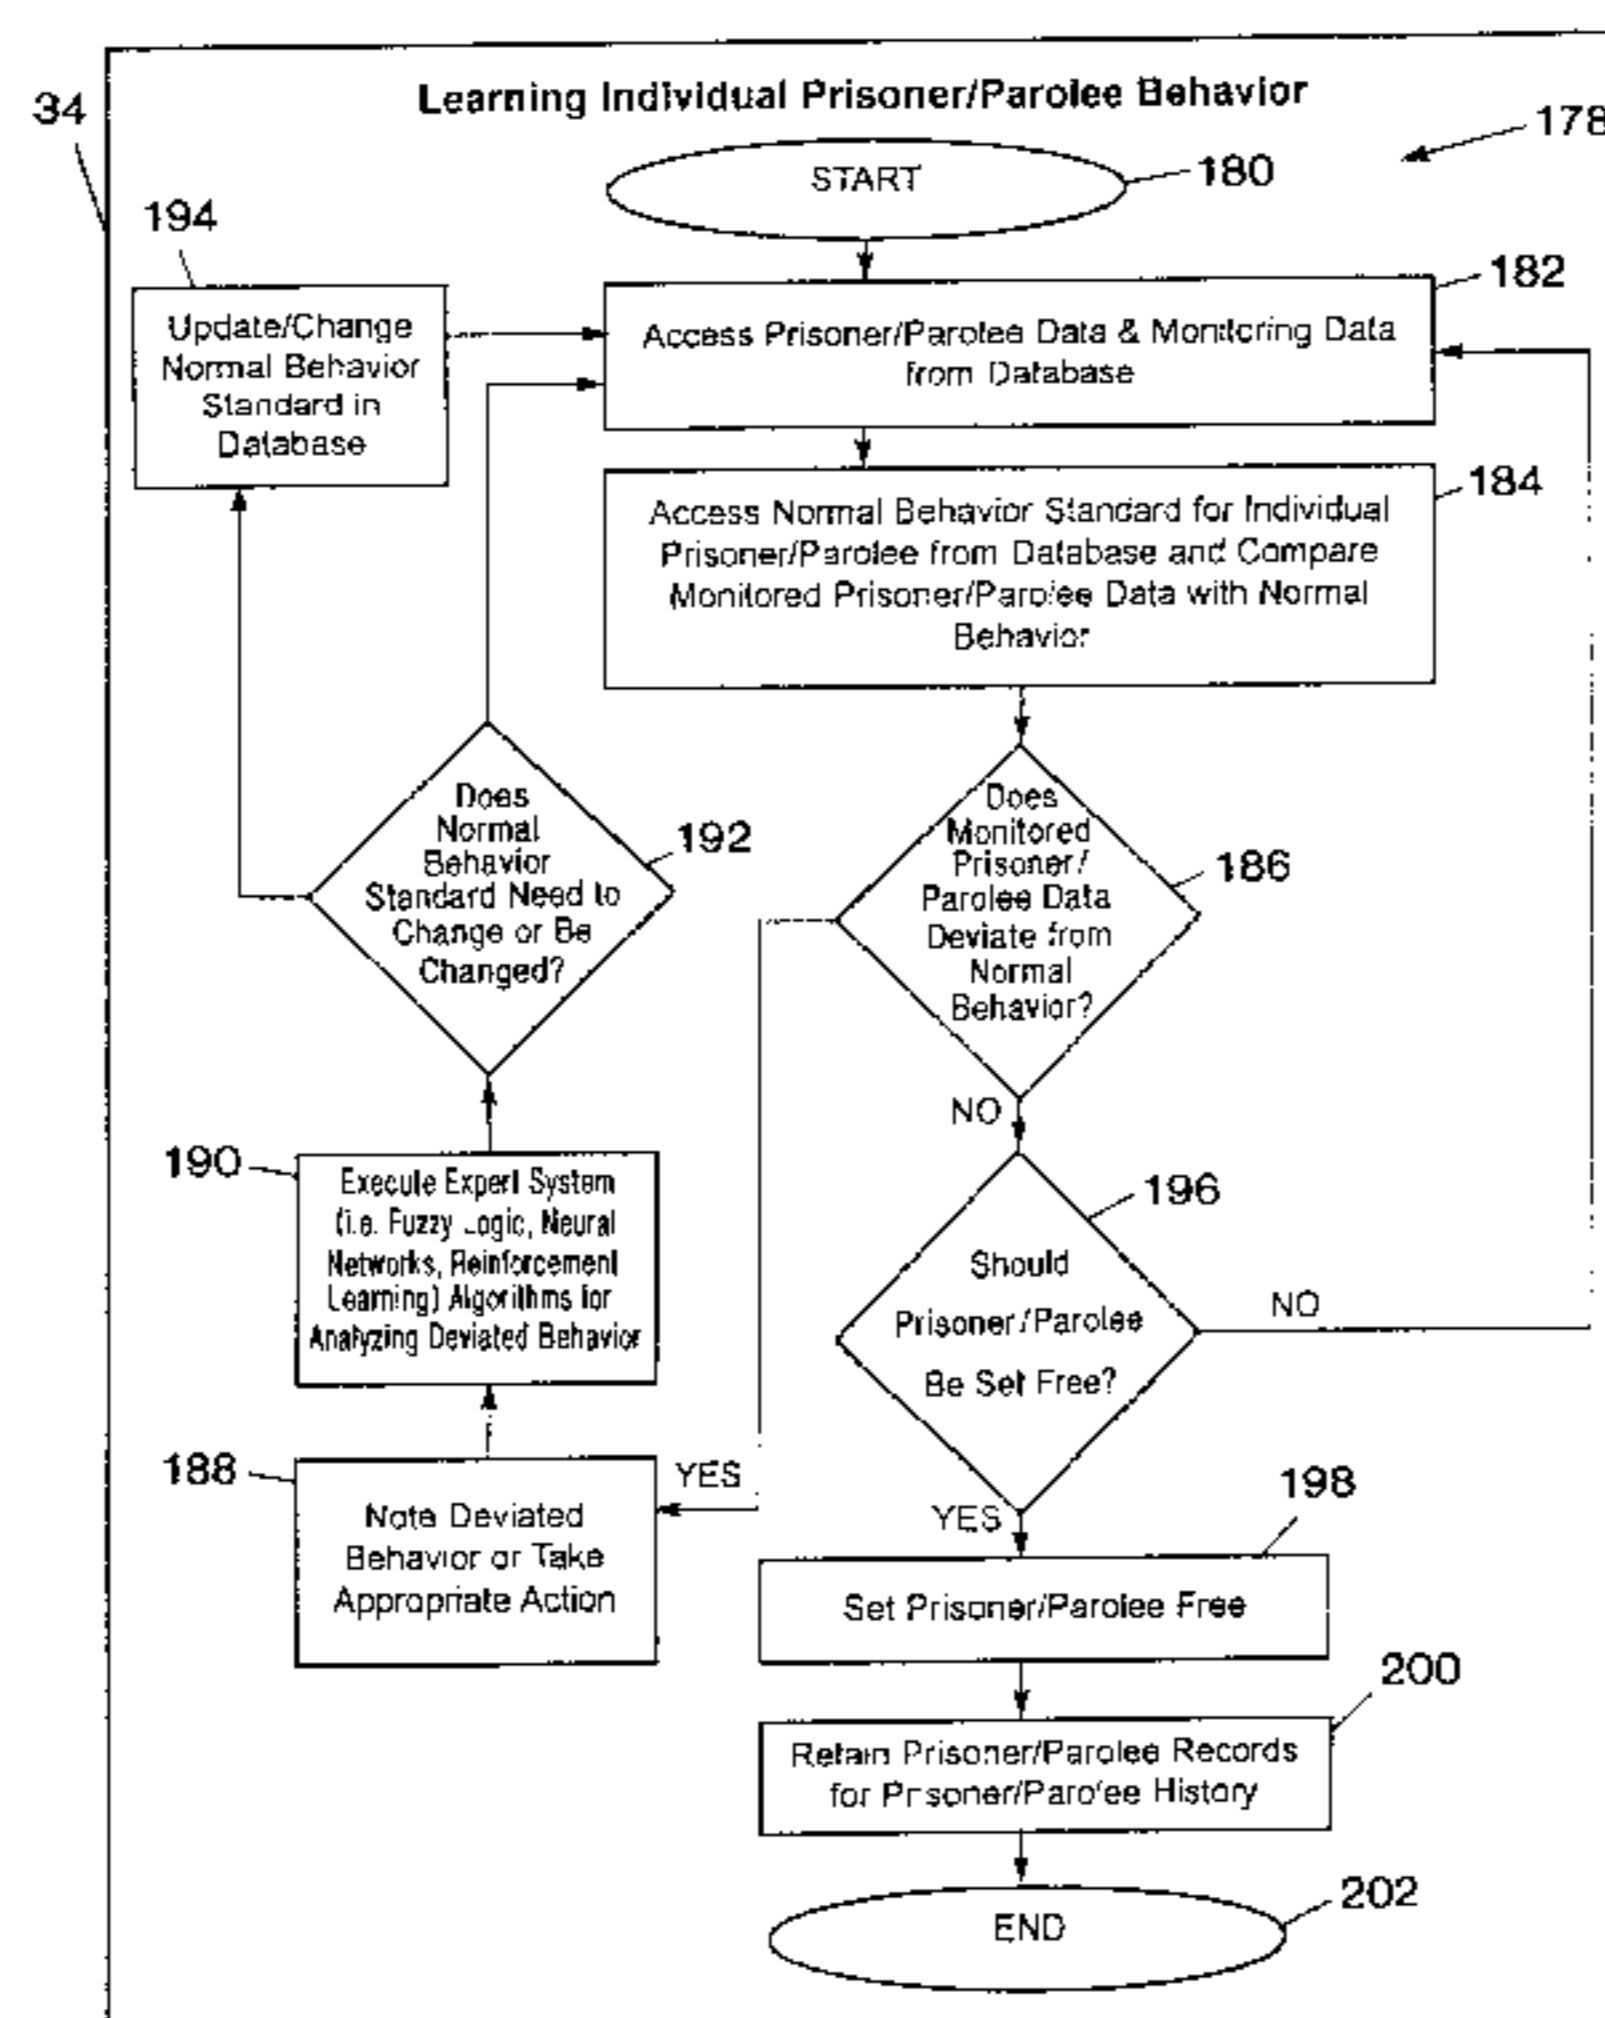 Learning Individual Prisoner/Parolee Behavior
34
178
START
180
194
182
Update/Change
Normal Behavior
Standard in
Database
Access Prisoner/Parolee Data & Monitoring Data
from Database
184
Access Normal Behavior Standard for Individual
Prisoner/Parolee from Database and Compare
Monitored Prisoner/Parolee Data with Normal
Behavior
Does
Normal
Behavior
Standard Need to
Change or Be
Changed?
192
Does
Monitored
Prisoner/
Parolee Data
Deviate from
Normal
Behavior?
186
NO
190
Execute Expert System
(i.e. Fuzzy Logic, Neural
Networks, Reinforcement
Learning) Algorithms for
Analyzing Deviated Behavior
196
Should
Prisoner/Parolee
Be Set Free?
NO
188
Note Deviated
Behavior or Take
Appropriate Action
YES
YES
198
Set Prisoner/Parolee Free
200
Retain Prisoner/Parolee Records
for Prisoner/Parolee History
202
END